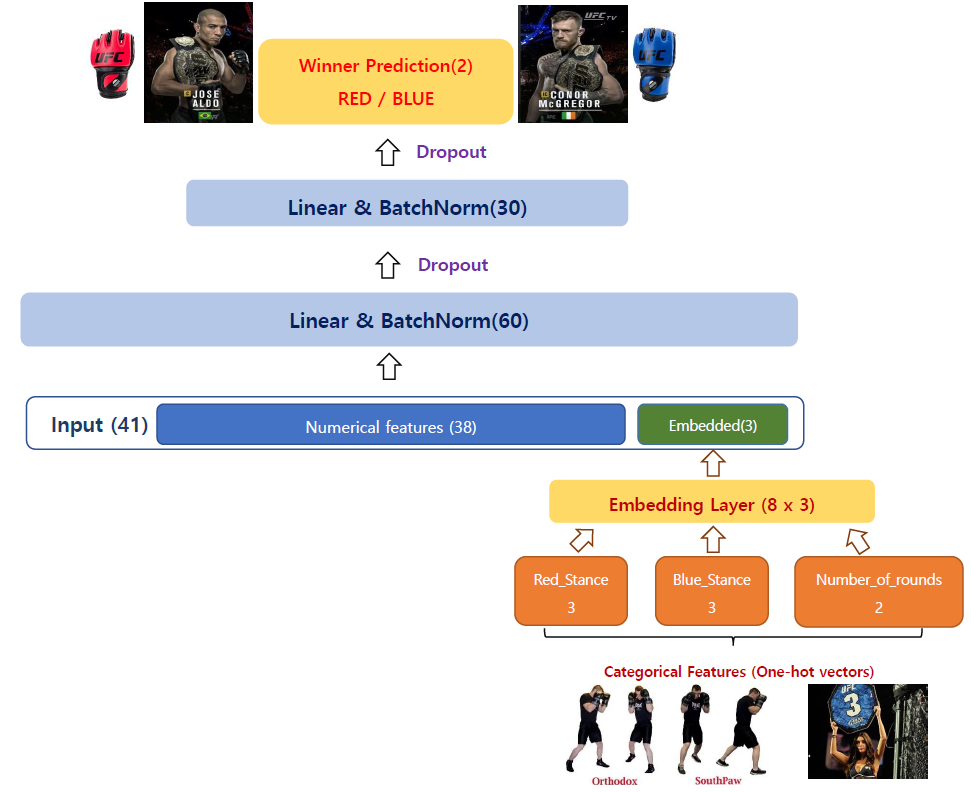 UFC
JOSE
ALDO
Winner Prediction(2)
RED / BLUE
UFC TV
CONOR
McGREGOR
UFC
Dropout
Linear & BatchNorm(30)
Dropout
Linear & BatchNorm(60)
Input (41)
Numerical features (38)
Embedded(3)
Embedding Layer (8 x 3)
Red_Stance
3
Blue_Stance
3
Number_of_rounds
2
Categorical Features (One-hot vectors)
Orthodox
SouthPaw
UFC
3